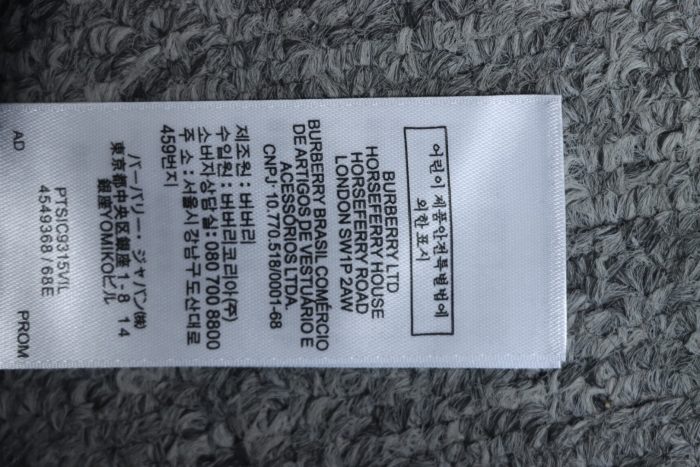 어린이 제품안전특별법에
의한 표시
BURBERRY LTD
HORSEFERRY HOUSE
HORSEFERRY ROAD
LONDON SW1P 2AW
BURBERRY BRASIL COMÉRCIO
DE ARTIGOS DE VESTUÁRIO E
ACESSÓRIOS LTDA.
CNPJ: 10.770.518/0001-68
제조원 : 버버리
수입원 : 버버리코리아(주)
소비자상담실 : 080 700 8800
주 소 : 서울시 강남구도산대로
459번지
バーバリー・ジャパン(株)
東京都中央区銀座 1-8 14
銀座YOMIKOビル
PTSIC9315VIL
4549368 / 68E
AD PROM